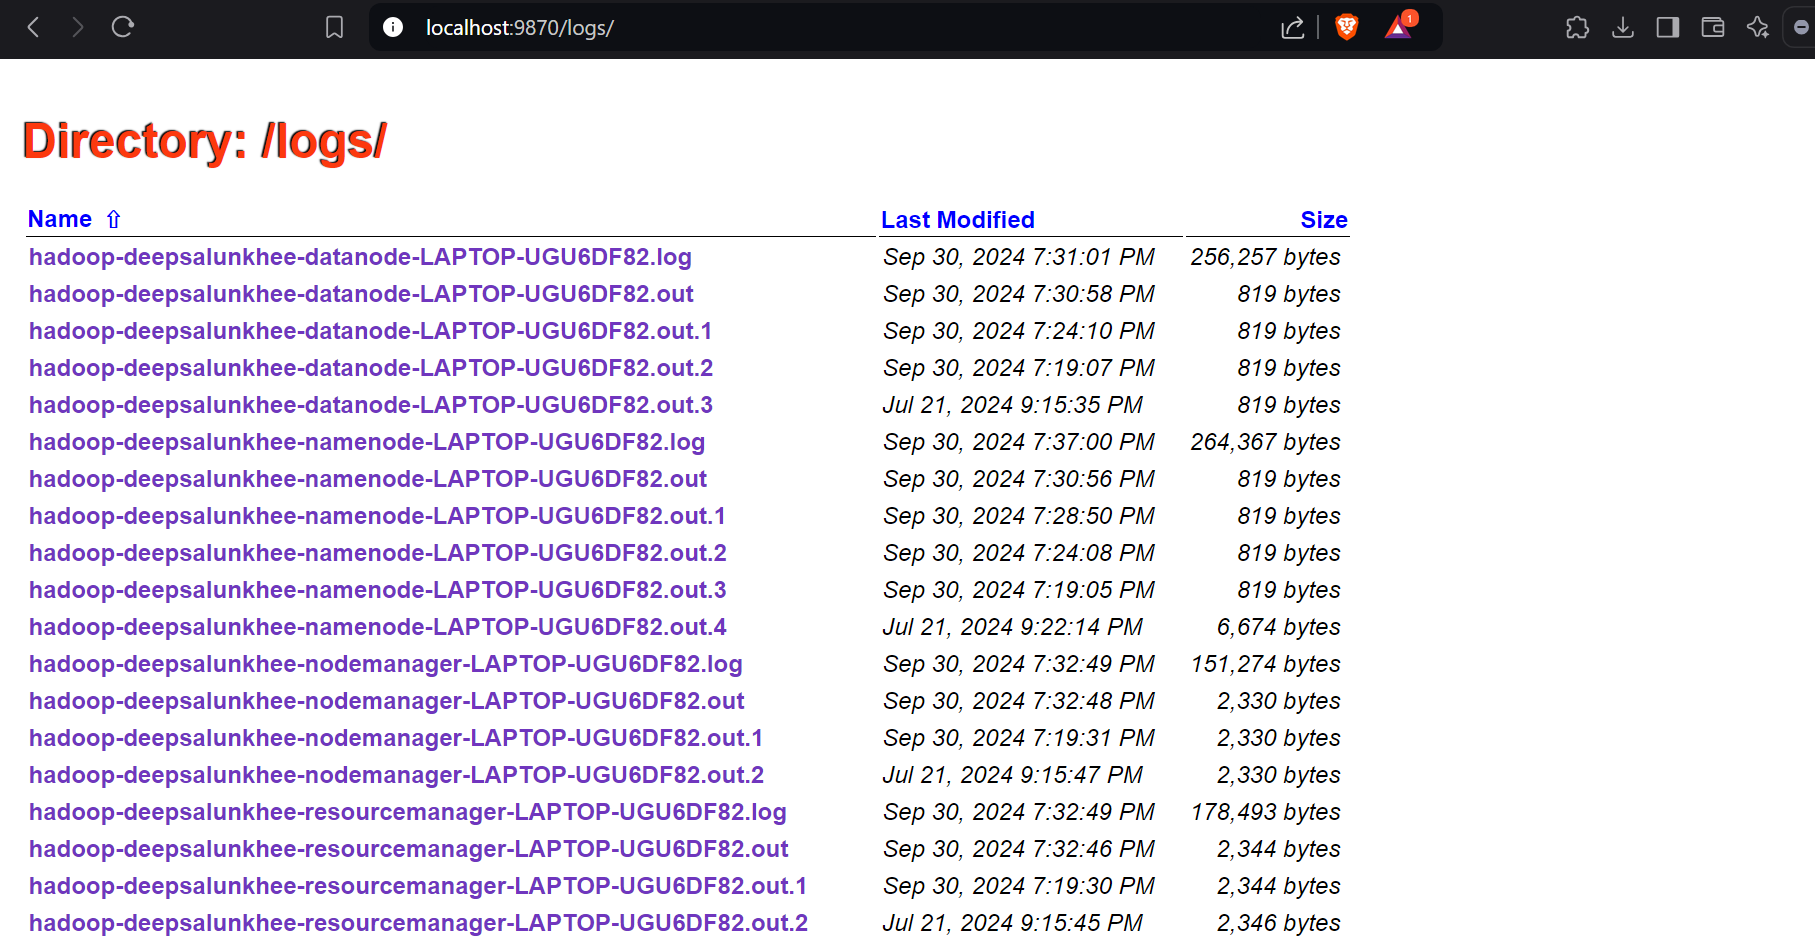 localhost:9870/logs/
1
Directory: /logs/
Name ⇧ Last Modified Size
hadoop-deepsalunkhee-datanode-LAPTOP-UGU6DF82.log Sep 30, 2024 7:31:01 PM 256,257 bytes
hadoop-deepsalunkhee-datanode-LAPTOP-UGU6DF82.out Sep 30, 2024 7:30:58 PM 819 bytes
hadoop-deepsalunkhee-datanode-LAPTOP-UGU6DF82.out.1 Sep 30, 2024 7:24:10 PM 819 bytes
hadoop-deepsalunkhee-datanode-LAPTOP-UGU6DF82.out.2 Sep 30, 2024 7:19:07 PM 819 bytes
hadoop-deepsalunkhee-datanode-LAPTOP-UGU6DF82.out.3 Jul 21, 2024 9:15:35 PM 819 bytes
hadoop-deepsalunkhee-namenode-LAPTOP-UGU6DF82.log Sep 30, 2024 7:37:00 PM 264,367 bytes
hadoop-deepsalunkhee-namenode-LAPTOP-UGU6DF82.out Sep 30, 2024 7:30:56 PM 819 bytes
hadoop-deepsalunkhee-namenode-LAPTOP-UGU6DF82.out.1 Sep 30, 2024 7:28:50 PM 819 bytes
hadoop-deepsalunkhee-namenode-LAPTOP-UGU6DF82.out.2 Sep 30, 2024 7:24:08 PM 819 bytes
hadoop-deepsalunkhee-namenode-LAPTOP-UGU6DF82.out.3 Sep 30, 2024 7:19:05 PM 819 bytes
hadoop-deepsalunkhee-namenode-LAPTOP-UGU6DF82.out.4 Jul 21, 2024 9:22:14 PM 6,674 bytes
hadoop-deepsalunkhee-nodemanager-LAPTOP-UGU6DF82.log Sep 30, 2024 7:32:49 PM 151,274 bytes
hadoop-deepsalunkhee-nodemanager-LAPTOP-UGU6DF82.out Sep 30, 2024 7:32:48 PM 2,330 bytes
hadoop-deepsalunkhee-nodemanager-LAPTOP-UGU6DF82.out.1 Sep 30, 2024 7:19:31 PM 2,330 bytes
hadoop-deepsalunkhee-nodemanager-LAPTOP-UGU6DF82.out.2 Jul 21, 2024 9:15:47 PM 2,330 bytes
hadoop-deepsalunkhee-resourcemanager-LAPTOP-UGU6DF82.log Sep 30, 2024 7:32:49 PM 178,493 bytes
hadoop-deepsalunkhee-resourcemanager-LAPTOP-UGU6DF82.out Sep 30, 2024 7:32:46 PM 2,344 bytes
hadoop-deepsalunkhee-resourcemanager-LAPTOP-UGU6DF82.out.1 Sep 30, 2024 7:19:30 PM 2,344 bytes
hadoop-deepsalunkhee-resourcemanager-LAPTOP-UGU6DF82.out.2 Jul 21, 2024 9:15:45 PM 2,346 bytes